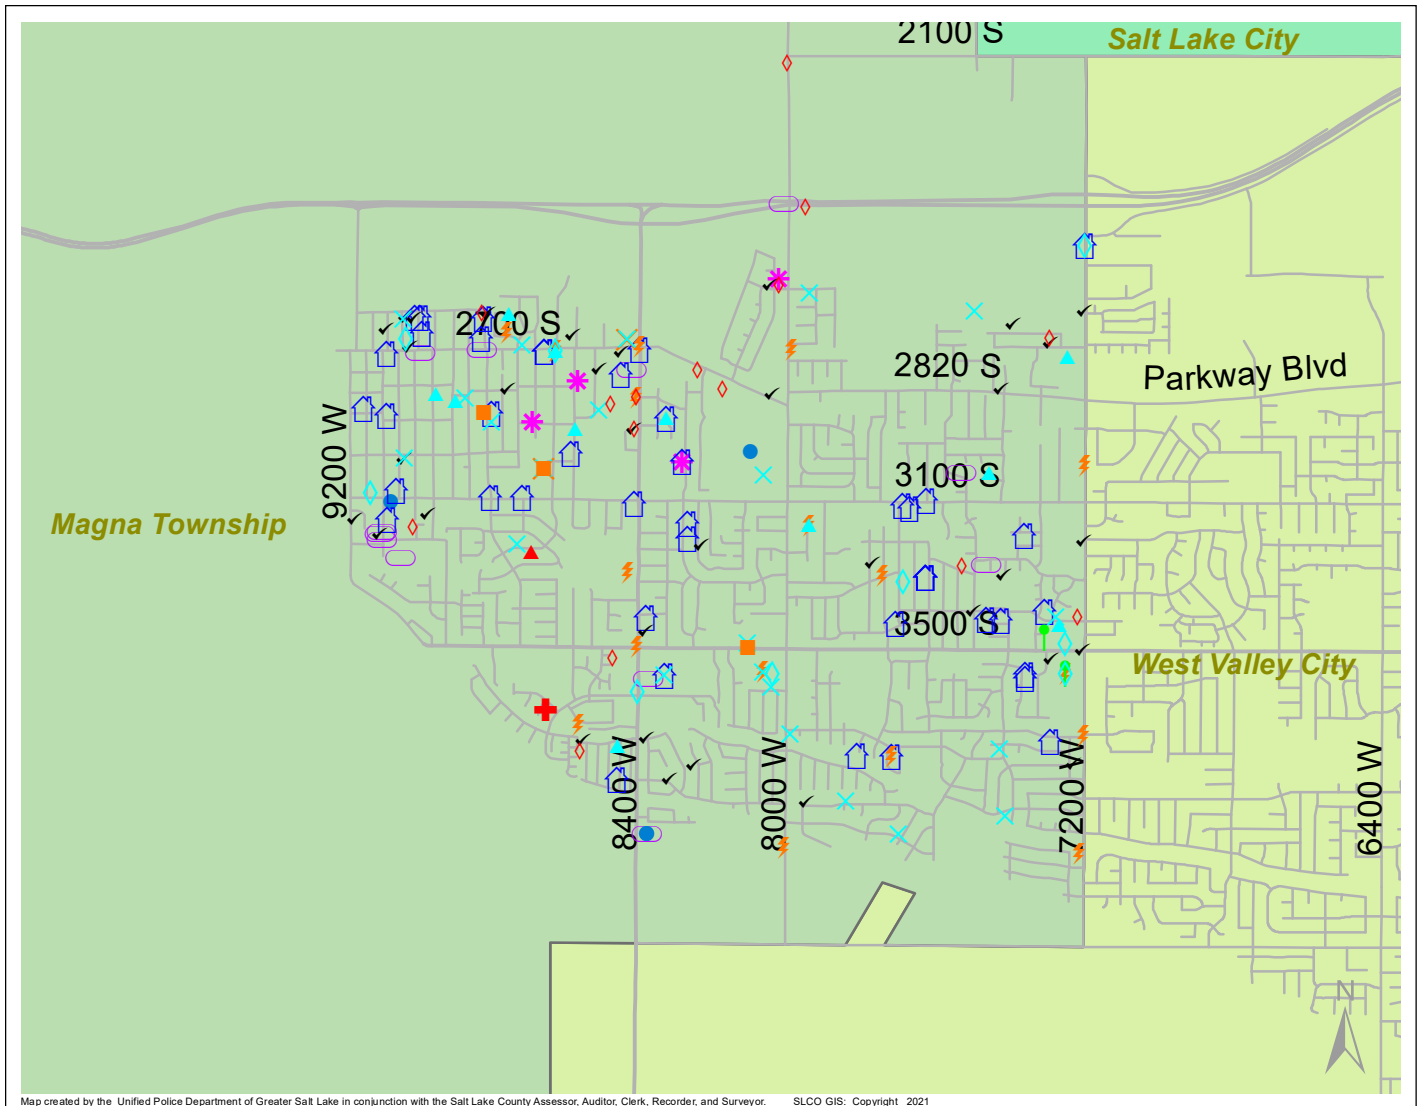 2100 S
Salt Lake City
2700 S
2820 S
Parkway Blvd
9200 W
3100 S
Magna Township
3500 S
West Valley City
8400 W
8000 W
7200 W
6400 W
N
Map created by the Unified Police Department of Greater Salt Lake in conjunction with the Salt Lake County Assessor, Auditor, Clerk, Recorder, and Surveyor. SLCO GIS: Copyright 2021